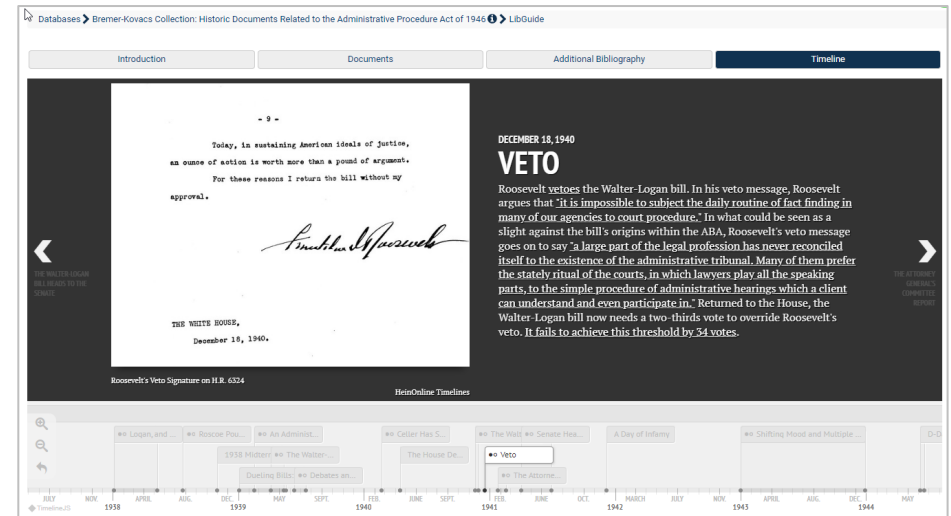 Databases > Bremer-Kovacs Collection: Historic Documents Related to the Administrative Procedure Act of 1946 > LibGuide
Introduction
Documents
Additional Bibliography
Timeline
- 9 -
Today, in sustaining American ideals of justice,
an ounce of action is worth more than a pound of argument.
For these reasons I return the bill without my
approval.
Franklin D Roosevelt
THE WHITE HOUSE,
December 18, 1940.
Roosevelt's Veto Signature on H.R. 6324
HeinOnline Timelines
DECEMBER 18, 1940
VETO
Roosevelt vetoes the Walter-Logan bill. In his veto message, Roosevelt
argues that "it is impossible to subject the daily routine of fact finding in
many of our agencies to court procedure." In what could be seen as a
slight against the bill's origins within the ABA, Roosevelt's veto message
goes on to say "a large part of the legal profession has never reconciled
itself to the existence of the administrative tribunal. Many of them prefer
the stately ritual of the courts, in which lawyers play all the speaking
parts, to the simple procedure of administrative hearings which a client
can understand and even participate in." Returned to the House, the
Walter-Logan bill now needs a two-thirds vote to override Roosevelt's
veto. It fails to achieve this threshold by 34 votes.
THE WALTER-LOGAN
BILL HEADS TO THE
SENATE
THE ATTORNEY
GENERAL'S
COMMITTEE
REPORT
Logan, and ...
Roscoe Pou...
An Administ...
Celler Has S...
The Walt
Senate Hea...
A Day of Infamy
Shifting Mood and Multiple ...
D-D
1938 Midterr
The Walter-...
The House De...
Veto
Dueling Bills
Debates an...
The Attorne...
JULY NOV. APRIL AUG. DEC. MAY SEPT. FEB. JUNE SEPT. FEB. JUNE OCT. MARCH JULY NOV. APRIL AUG. DEC. MAY
1938 1939 1940 1941 1942 1943 1944
TimelineJS